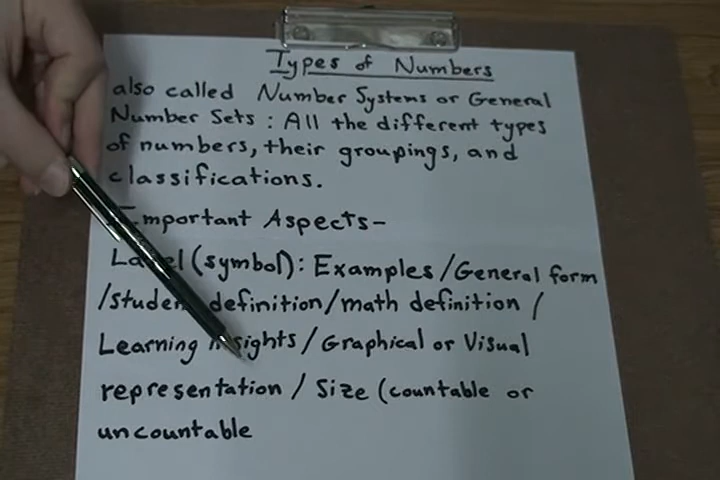 Types of Numbers
also called Number Systems or General
Number Sets : All the different types
of numbers, their groupings, and
classifications.
Important Aspects-
Label (symbol): Examples/General form
/student definition/math definition/
Learning Insights/Graphical or Visual
representation/Size (countable or
uncountable